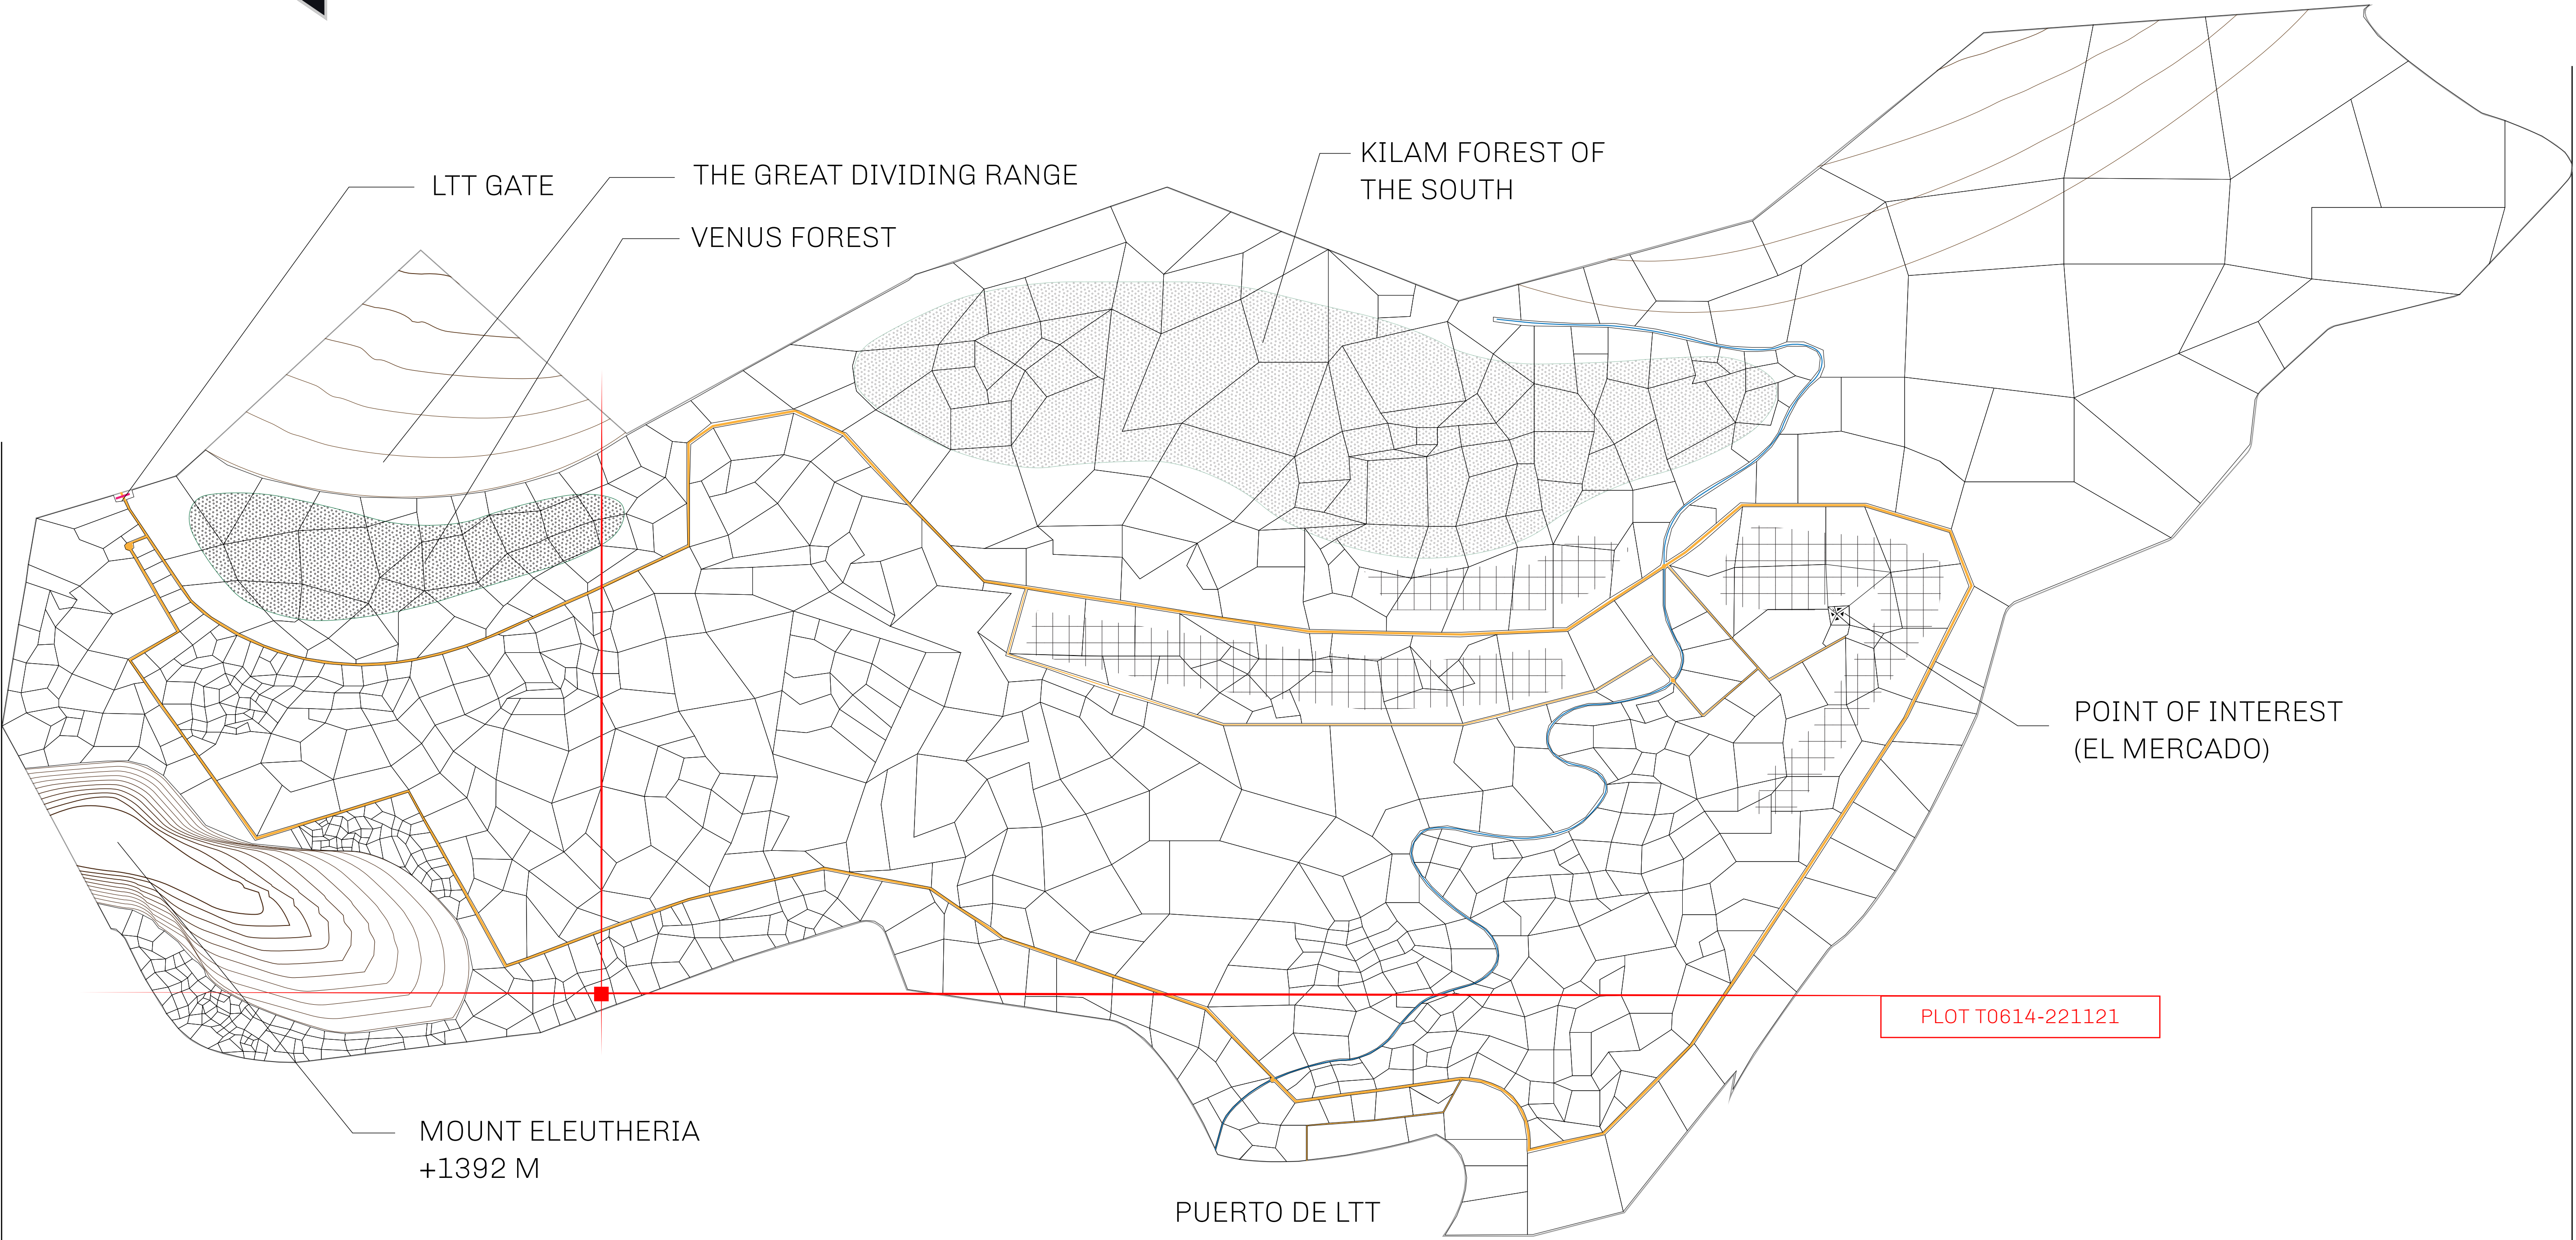 KILAM FOREST OF
THE SOUTH
THE GREAT DIVIDING RANGE
LTT GATE
VENUS FOREST
POINT OF INTEREST
(EL MERCADO)
PLOT T0614-221121
MOUNT ELEUTHERIA
+1392 M
PUERTO DE LTT